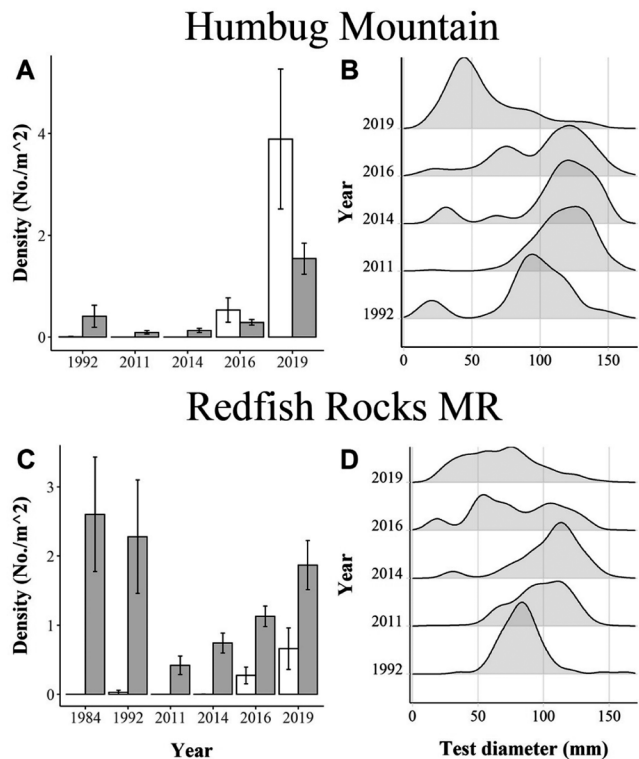 Humbug Mountain
A
Density (No./m^2)
4
2
0
1992 2011 2014 2016 2019
B
Year
2019
2016
2014
2011
1992
0 50 100 150
Redfish Rocks MR
C
Density (No./m^2)
3
2
1
0
1984 1992 2011 2014 2016 2019
Year
D
Year
2019
2016
2014
2011
1992
0 50 100 150
Test diameter (mm)